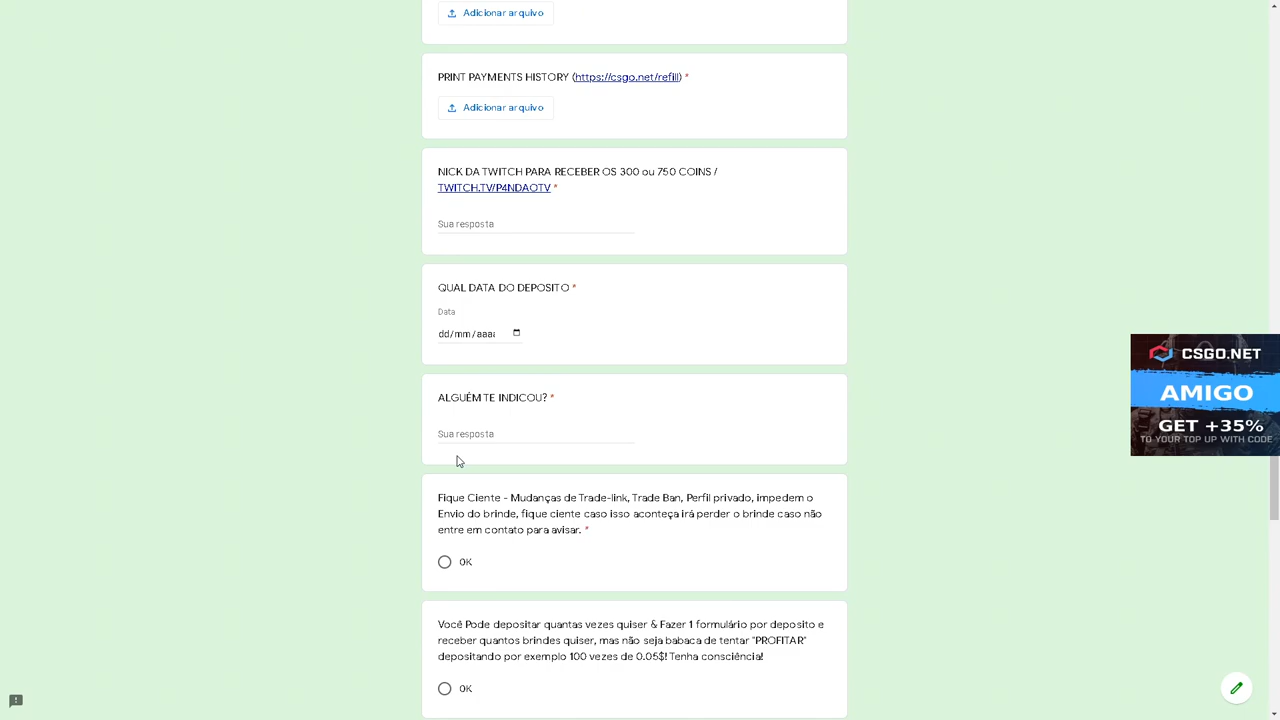 Adicionar arquivo
PRINT PAYMENTS HISTORY (https://csgo.net/refill) *
Adicionar arquivo
NICK DA TWITCH PARA RECEBER OS 300 ou 750 COINS /
TWITCH.TV/P4NDAOTV *
Sua resposta
QUAL DATA DO DEPOSITO *
Data
dd/mm/aaaa
ALGUÉM TE INDICOU? *
Sua resposta
Fique Ciente - Mudanças de Trade-link, Trade Ban, Perfil privado, impedem o
Envio do brinde, fique ciente caso isso aconteça irá perder o brinde caso não
entre em contato para avisar. *
OK
Você Pode depositar quantas vezes quiser & Fazer 1 formulário por deposito e
receber quantos brindes quiser, mas não seja babaca de tentar "PROFITAR"
depositando por exemplo 100 vezes de 0.05$! Tenha consciência!
OK
CSGO.NET
AMIGO
GET +35%
TO YOUR TOP UP WITH CODE